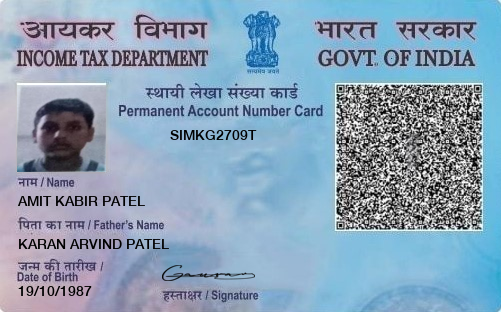 आयकर विभाग
INCOME TAX DEPARTMENT
सत्यमेव जयते
भारत सरकार
GOVT. OF INDIA
स्थायी लेखा संख्या कार्ड
Permanent Account Number Card
SIMKG2709T
नाम / Name
AMIT KABIR PATEL
पिता का नाम / Father's Name
KARAN ARVIND PATEL
जन्म की तारीख /
Date of Birth
19/10/1987
हस्ताक्षर / Signature